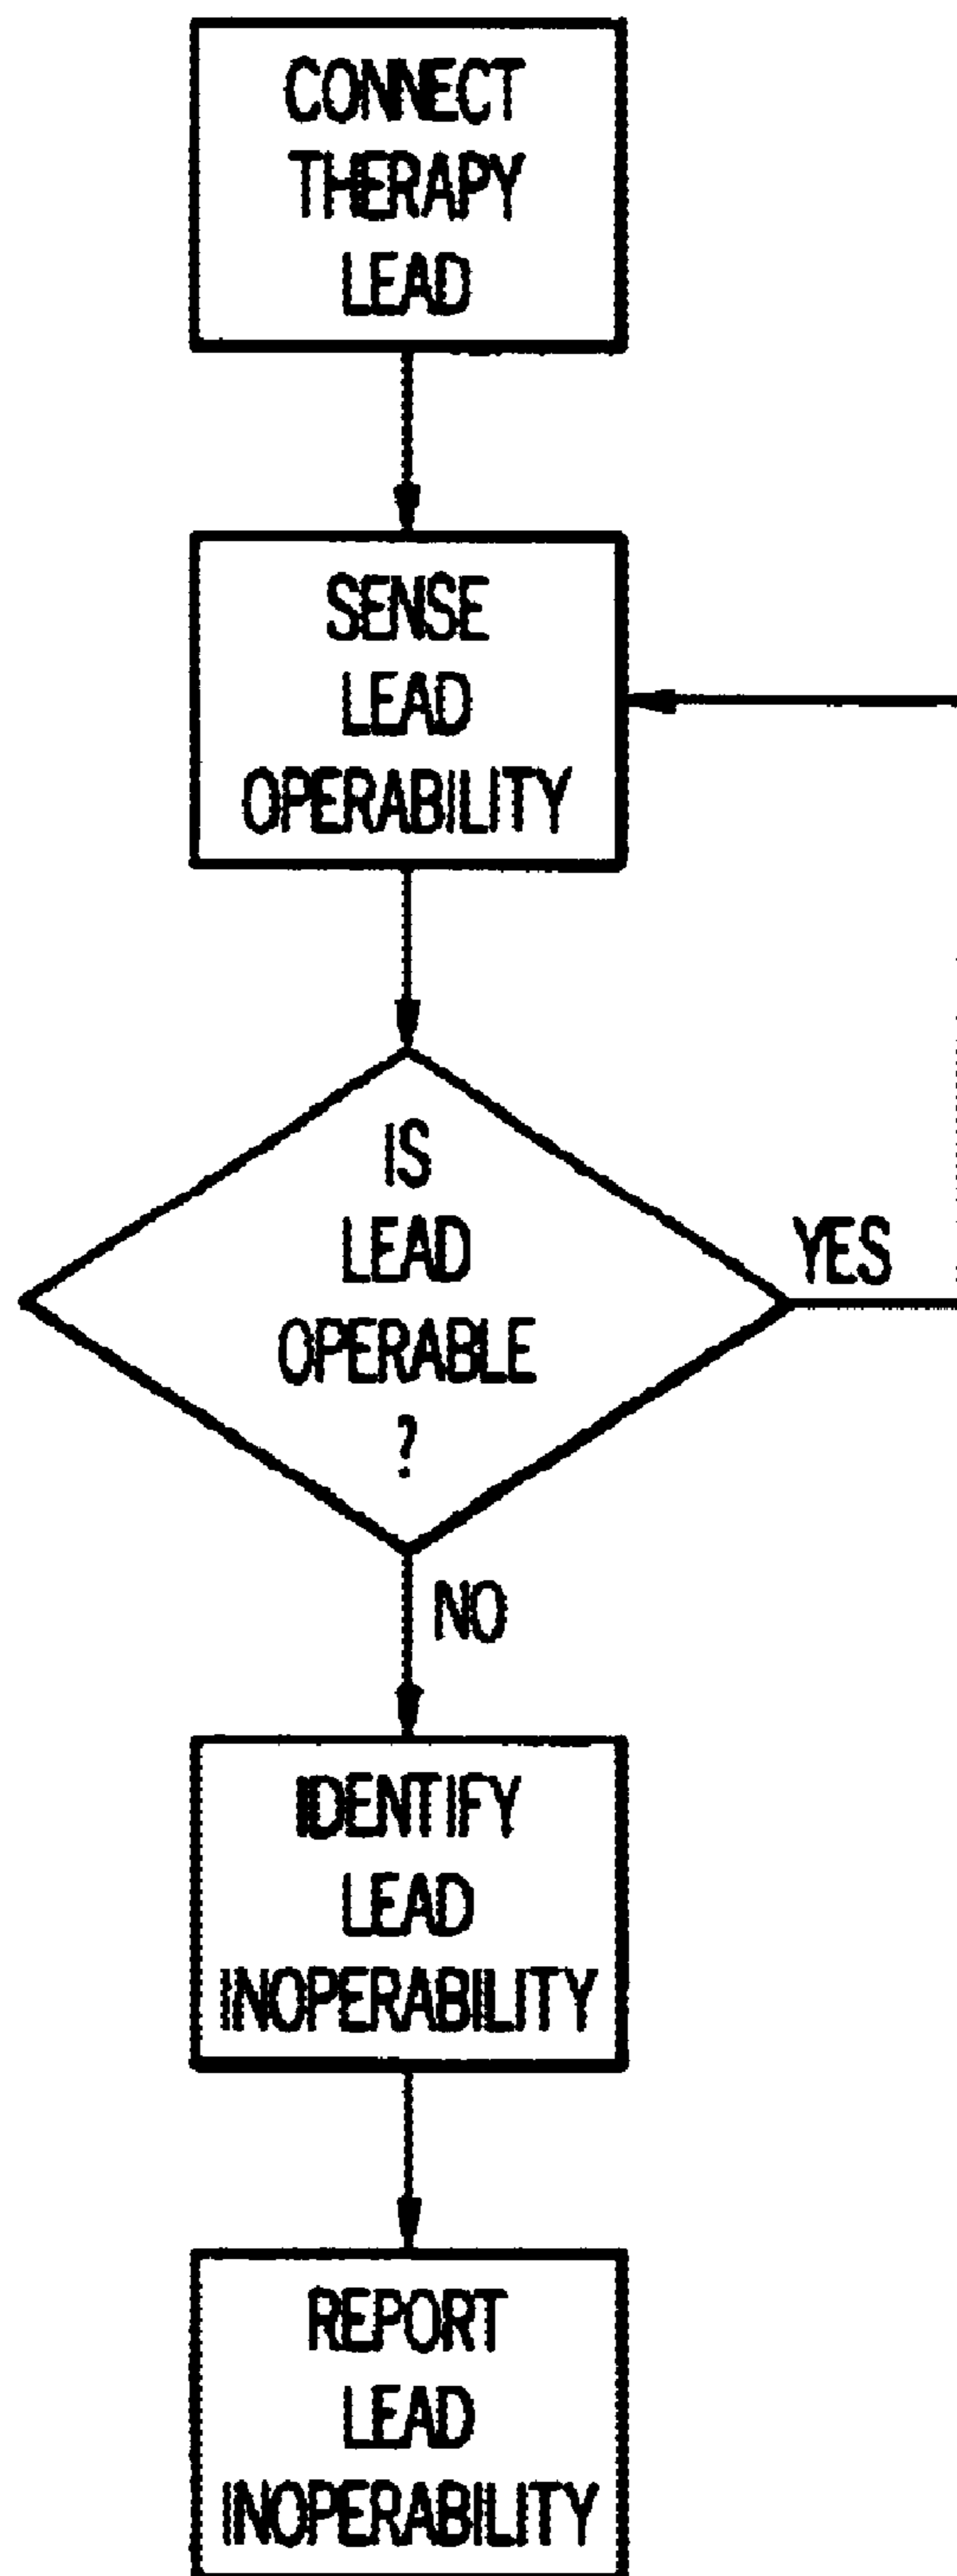 CONNECT
THERAPY
LEAD
SENSE
LEAD
OPERABILITY
IS
LEAD
OPERABLE
?
YES
NO
IDENTIFY
LEAD
INOPERABILITY
REPORT
LEAD
INOPERABILITY